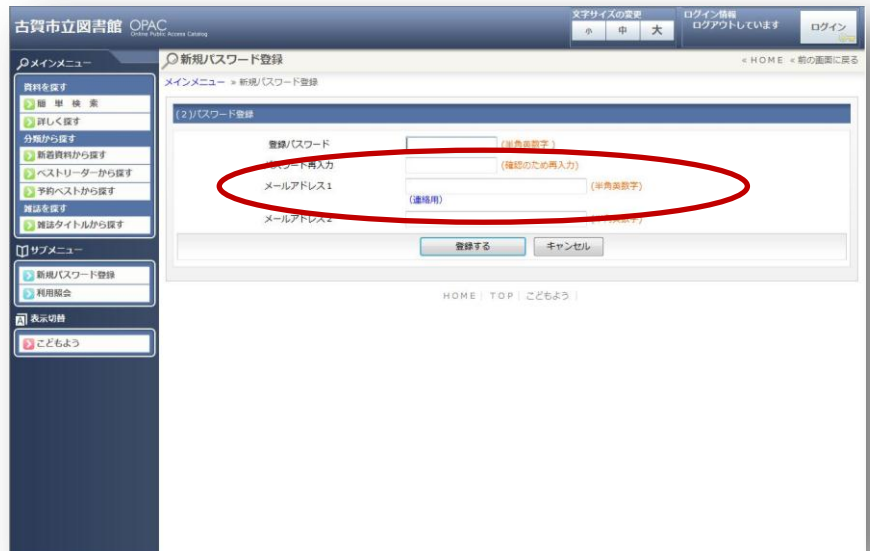 古賀市立図書館 OPAC
Online Public Access Catalog
文字サイズの変更
小 中 大
ログイン情報
ログアウトしています
ログイン
メインメニュー
資料を探す
簡 単 検 索
詳しく探す
分類から探す
新着資料から探す
ベストリーダーから探す
予約ベストから探す
雑誌を探す
雑誌タイトルから探す
サブメニュー
新規パスワード登録
利用照会
A 表示切替
こどもよう
新規パスワード登録
«HOME «前の画面に戻る
メインメニュー » 新規パスワード登録
(2)パスワード登録
登録パスワード (半角英数字)
パスワード再入力 (確認のため再入力)
メールアドレス1 (半角英数字)
(連絡用)
メールアドレス2 (半角英数字)
登録する キャンセル
HOME| TOP| こどもよう |